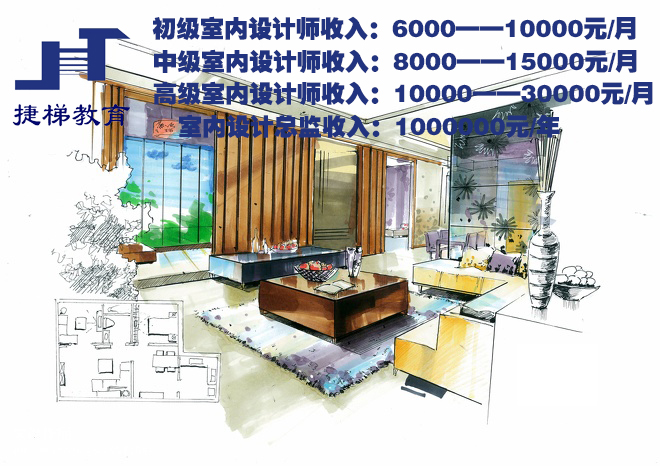 初级室内设计师收入：6000——10000元/月
中级室内设计师收入：8000——15000元/月
高级室内设计师收入：10000——30000元/月
室内设计总监收入：1000000元/年
捷梯教育